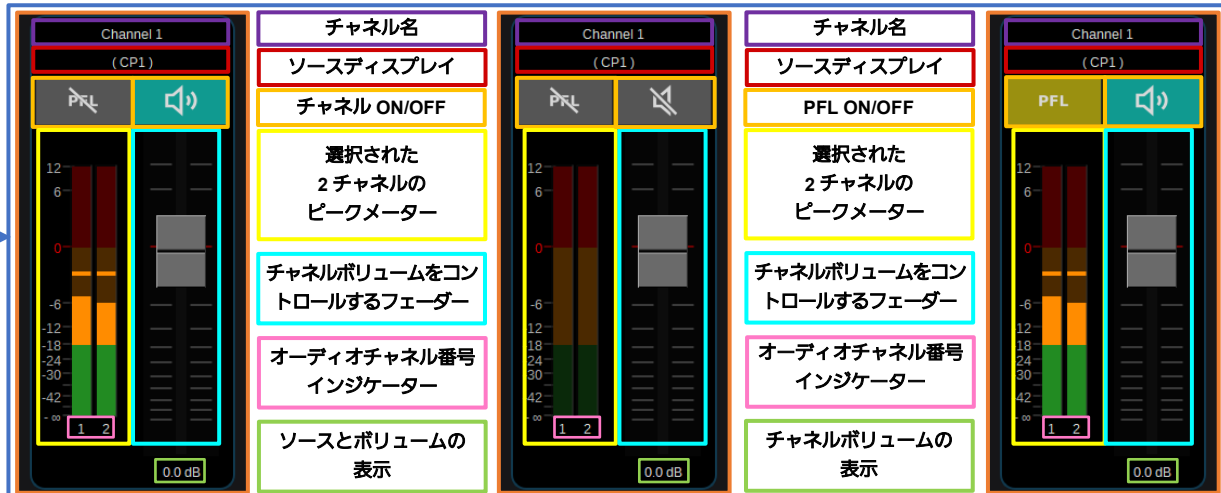 Channel 1
( CP1 )
PFL
12
6
0
-6
-12
-18
-24
-30
-42
- ∞
1 2
0.0 dB
チャネル名
ソースディスプレイ
チャネル ON/OFF
選択された
2 チャネルの
ピークメーター
チャネルボリュームをコン
トロールするフェーダー
オーディオチャネル番号
インジケーター
ソースとボリュームの
表示
Channel 1
( CP1 )
PFL
12
6
0
-6
-12
-18
-24
-30
-42
- ∞
1 2
0.0 dB
チャネル名
ソースディスプレイ
PFL ON/OFF
選択された
2 チャネルの
ピークメーター
チャネルボリュームをコン
トロールするフェーダー
オーディオチャネル番号
インジケーター
チャネルボリュームの
表示
Channel 1
( CP1 )
PFL
12
6
0
-6
-12
-18
-24
-30
-42
- ∞
1 2
0.0 dB